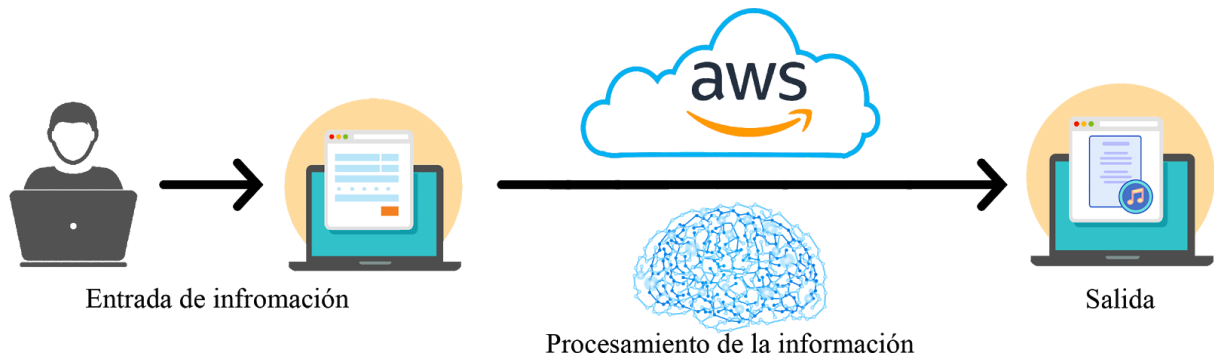 aws
Entrada de infromación
Salida
Procesamiento de la información